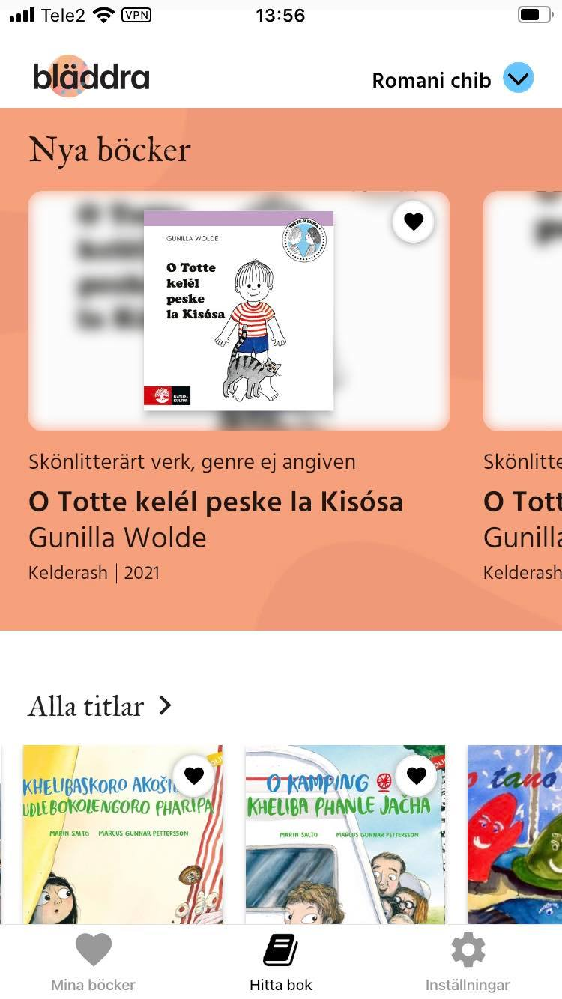 Tele2 VPN 13:56
bläddra
Romani chib
Nya böcker
GUNILLA WOLDE
TOTTE & EMMA
O Totte
kelél
peske
la Kisósa
NATUR &
KULTUR
Skönlitterärt verk, genre ej angiven
O Totte kelél peske la Kisósa
Gunilla Wolde
Kelderash | 2021
Skönlitte
O Tott
Gunilla
Kelderash
Alla titlar
KHELIBASKORO
UDLEBOKOLENGORO PHARIPA
MARIN SALTO MARCUS GUNNAR PETTERSSON
O KAMPING
KHELIBA PHANLE JAČHA
MARIN SALTO MARCUS GUNNAR PETTERSSON
o tano
Mina böcker
Hitta bok
Inställningar